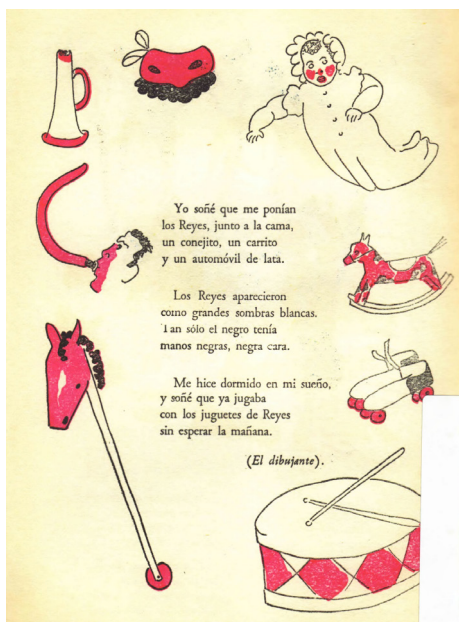 Yo soñé que me ponían
los Reyes, junto a la cama,
un conejito, un carrito
y un automóvil de lata.
Los Reyes aparecieron
como grandes sombras blancas.
Tan sólo el negro tenía
manos negras, negra cara.
Me hice dormido en mi sueño,
y soñé que ya jugaba
con los juguetes de Reyes
sin esperar la mañana.
(El dibujante).